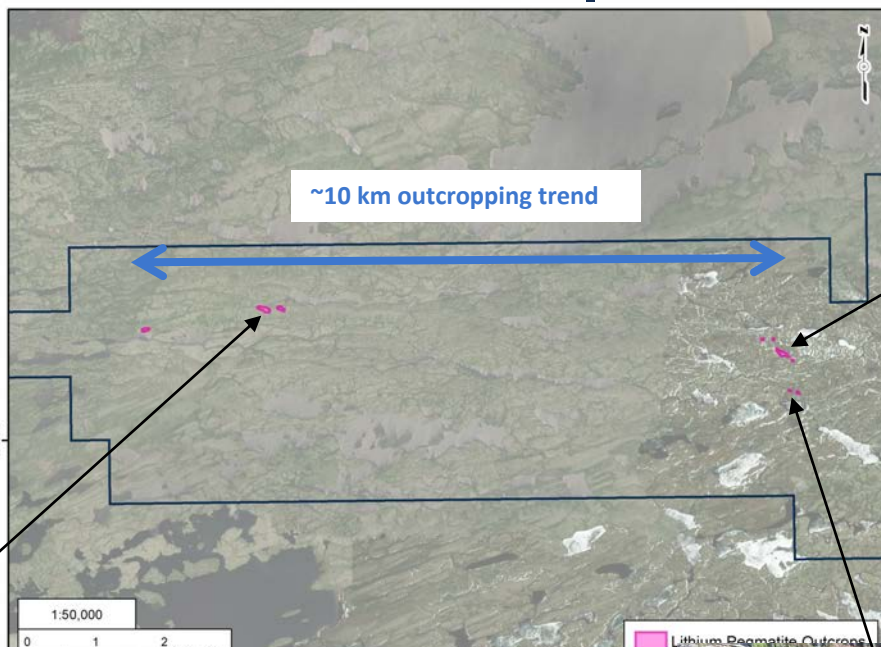 N
~10 km outcropping trend
1:50,000
0 1 2
Lithium Pegmatite Outcrops